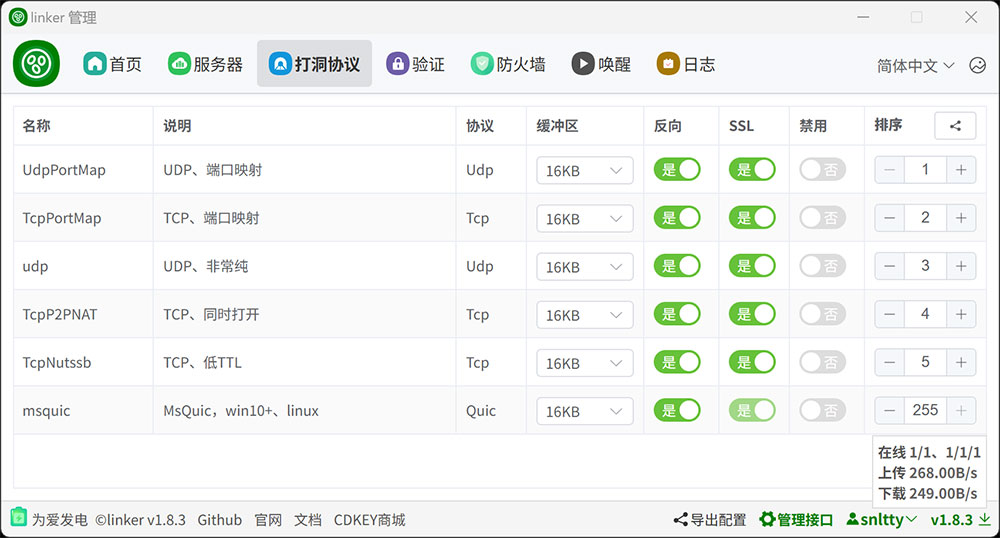 linker 管理
首页 服务器 打洞协议 验证 防火墙 唤醒 日志 简体中文
名称 说明 协议 缓冲区 反向 SSL 禁用 排序
UdpPortMap UDP、端口映射 Udp 16KB 是 是 否 1
TcpPortMap TCP、端口映射 Tcp 16KB 是 是 否 2
udp UDP、非常纯 Udp 16KB 是 是 否 3
TcpP2PNAT TCP、同时打开 Tcp 16KB 是 是 否 4
TcpNutssb TCP、低TTL Tcp 16KB 是 是 否 5
msquic MsQuic，win10+、linux Quic 16KB 是 是 否 255
在线 1/1、1/1/1
上传 268.00B/s
下载 249.00B/s
为爱发电 ©linker v1.8.3 Github 官网 文档 CDKEY商城 导出配置 管理接口 snltty v1.8.3